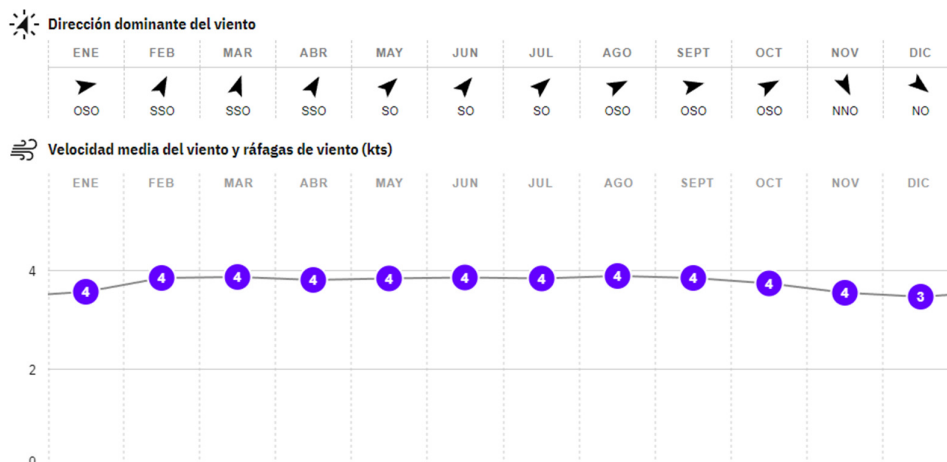 Dirección dominante del viento
ENE FEB MAR ABR MAY JUN JUL AGO SEPT OCT NOV DIC
OSO SSO SSO SSO SO SO SO OSO OSO OSO NNO NO
Velocidad media del viento y ráfagas de viento (kts)
ENE FEB MAR ABR MAY JUN JUL AGO SEPT OCT NOV DIC
4
4 4 4 4 4 4 4 4 4 4 4 3
2
0